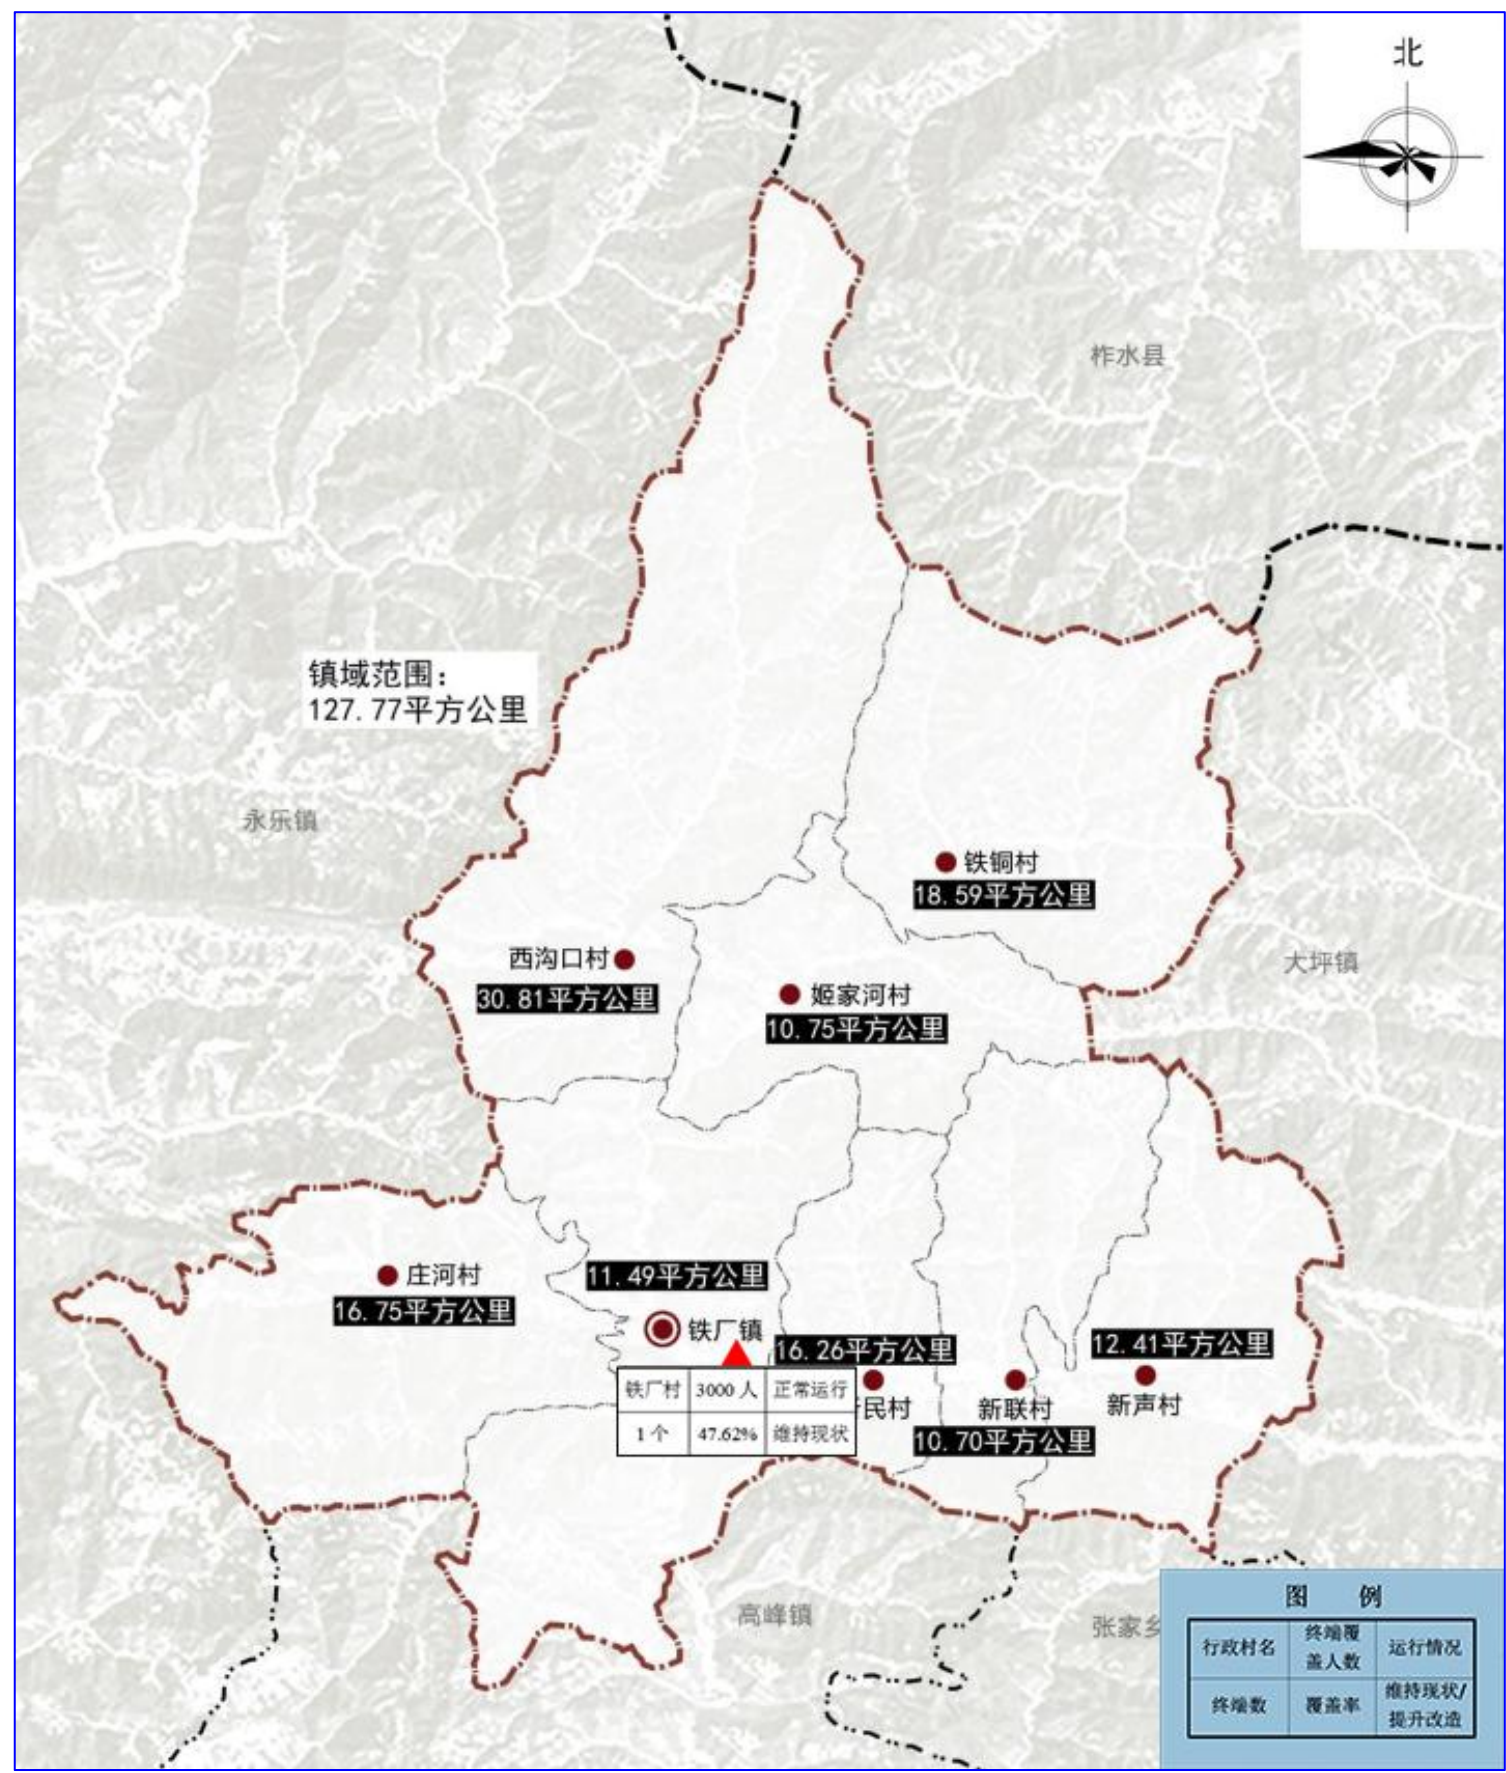 北
柞水县
镇域范围：
127.77平方公里
永乐镇
铁铜村
18.59平方公里
大坪镇
西沟口村
30.81平方公里
姬家河村
10.75平方公里
庄河村
16.75平方公里
11.49平方公里
铁厂镇
16.26平方公里
12.41平方公里
铁厂村 3000人 正常运行
1个 47.62% 维持现状
民村
新联村
10.70平方公里
新声村
高峰镇
张家乡
图 例
行政村名 终端覆盖人数 运行情况
终端数 覆盖率 维持现状/提升改造